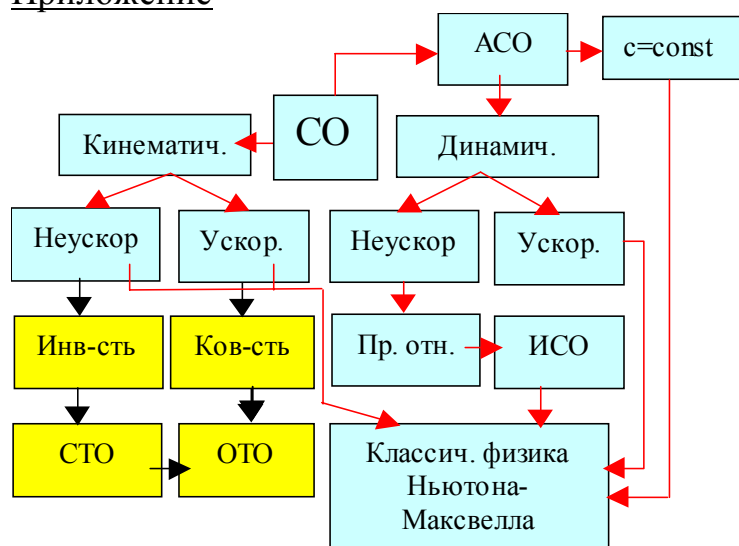 Приложение
АСО
c=const
СО
Кинематич.
Динамич.
Неускор
Ускор.
Неускор
Ускор.
Инв-сть
Ков-сть
Пр. отн.
ИСО
СТО
ОТО
Классич. физика
Ньютона-
Максвелла